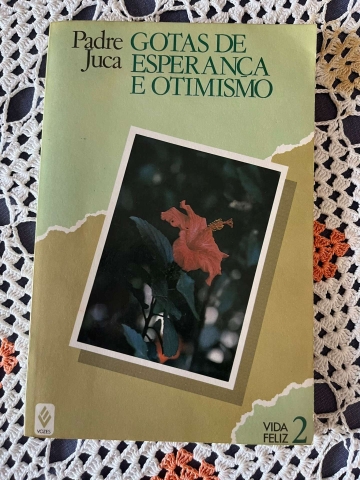 Padre
Juca
GOTAS DE
ESPERANÇA
E OTIMISMO
VOZES
VIDA
FELIZ 2